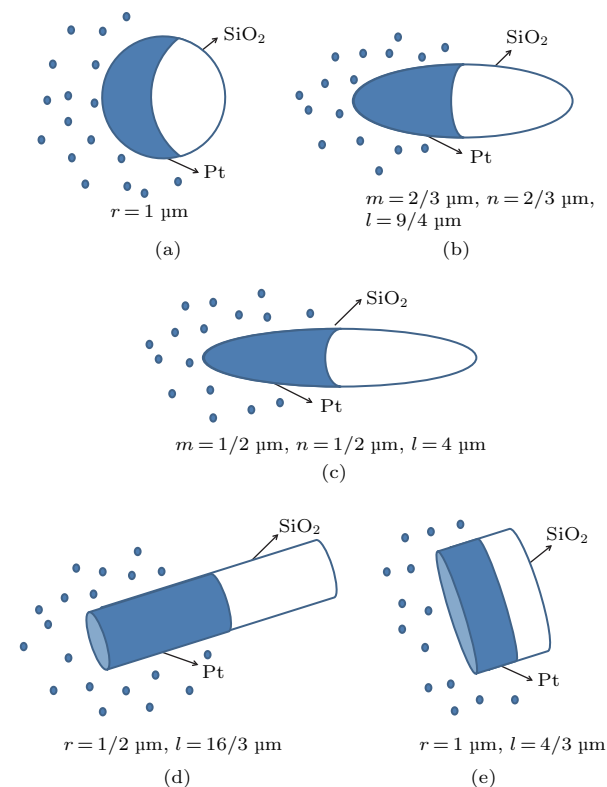 SiO₂
Pt
r = 1 µm
(a)
SiO₂
Pt
m = 2/3 µm, n = 2/3 µm,
l = 9/4 µm
(b)
SiO₂
Pt
m = 1/2 µm, n = 1/2 µm, l = 4 µm
(c)
SiO₂
Pt
r = 1/2 µm, l = 16/3 µm
(d)
SiO₂
Pt
r = 1 µm, l = 4/3 µm
(e)